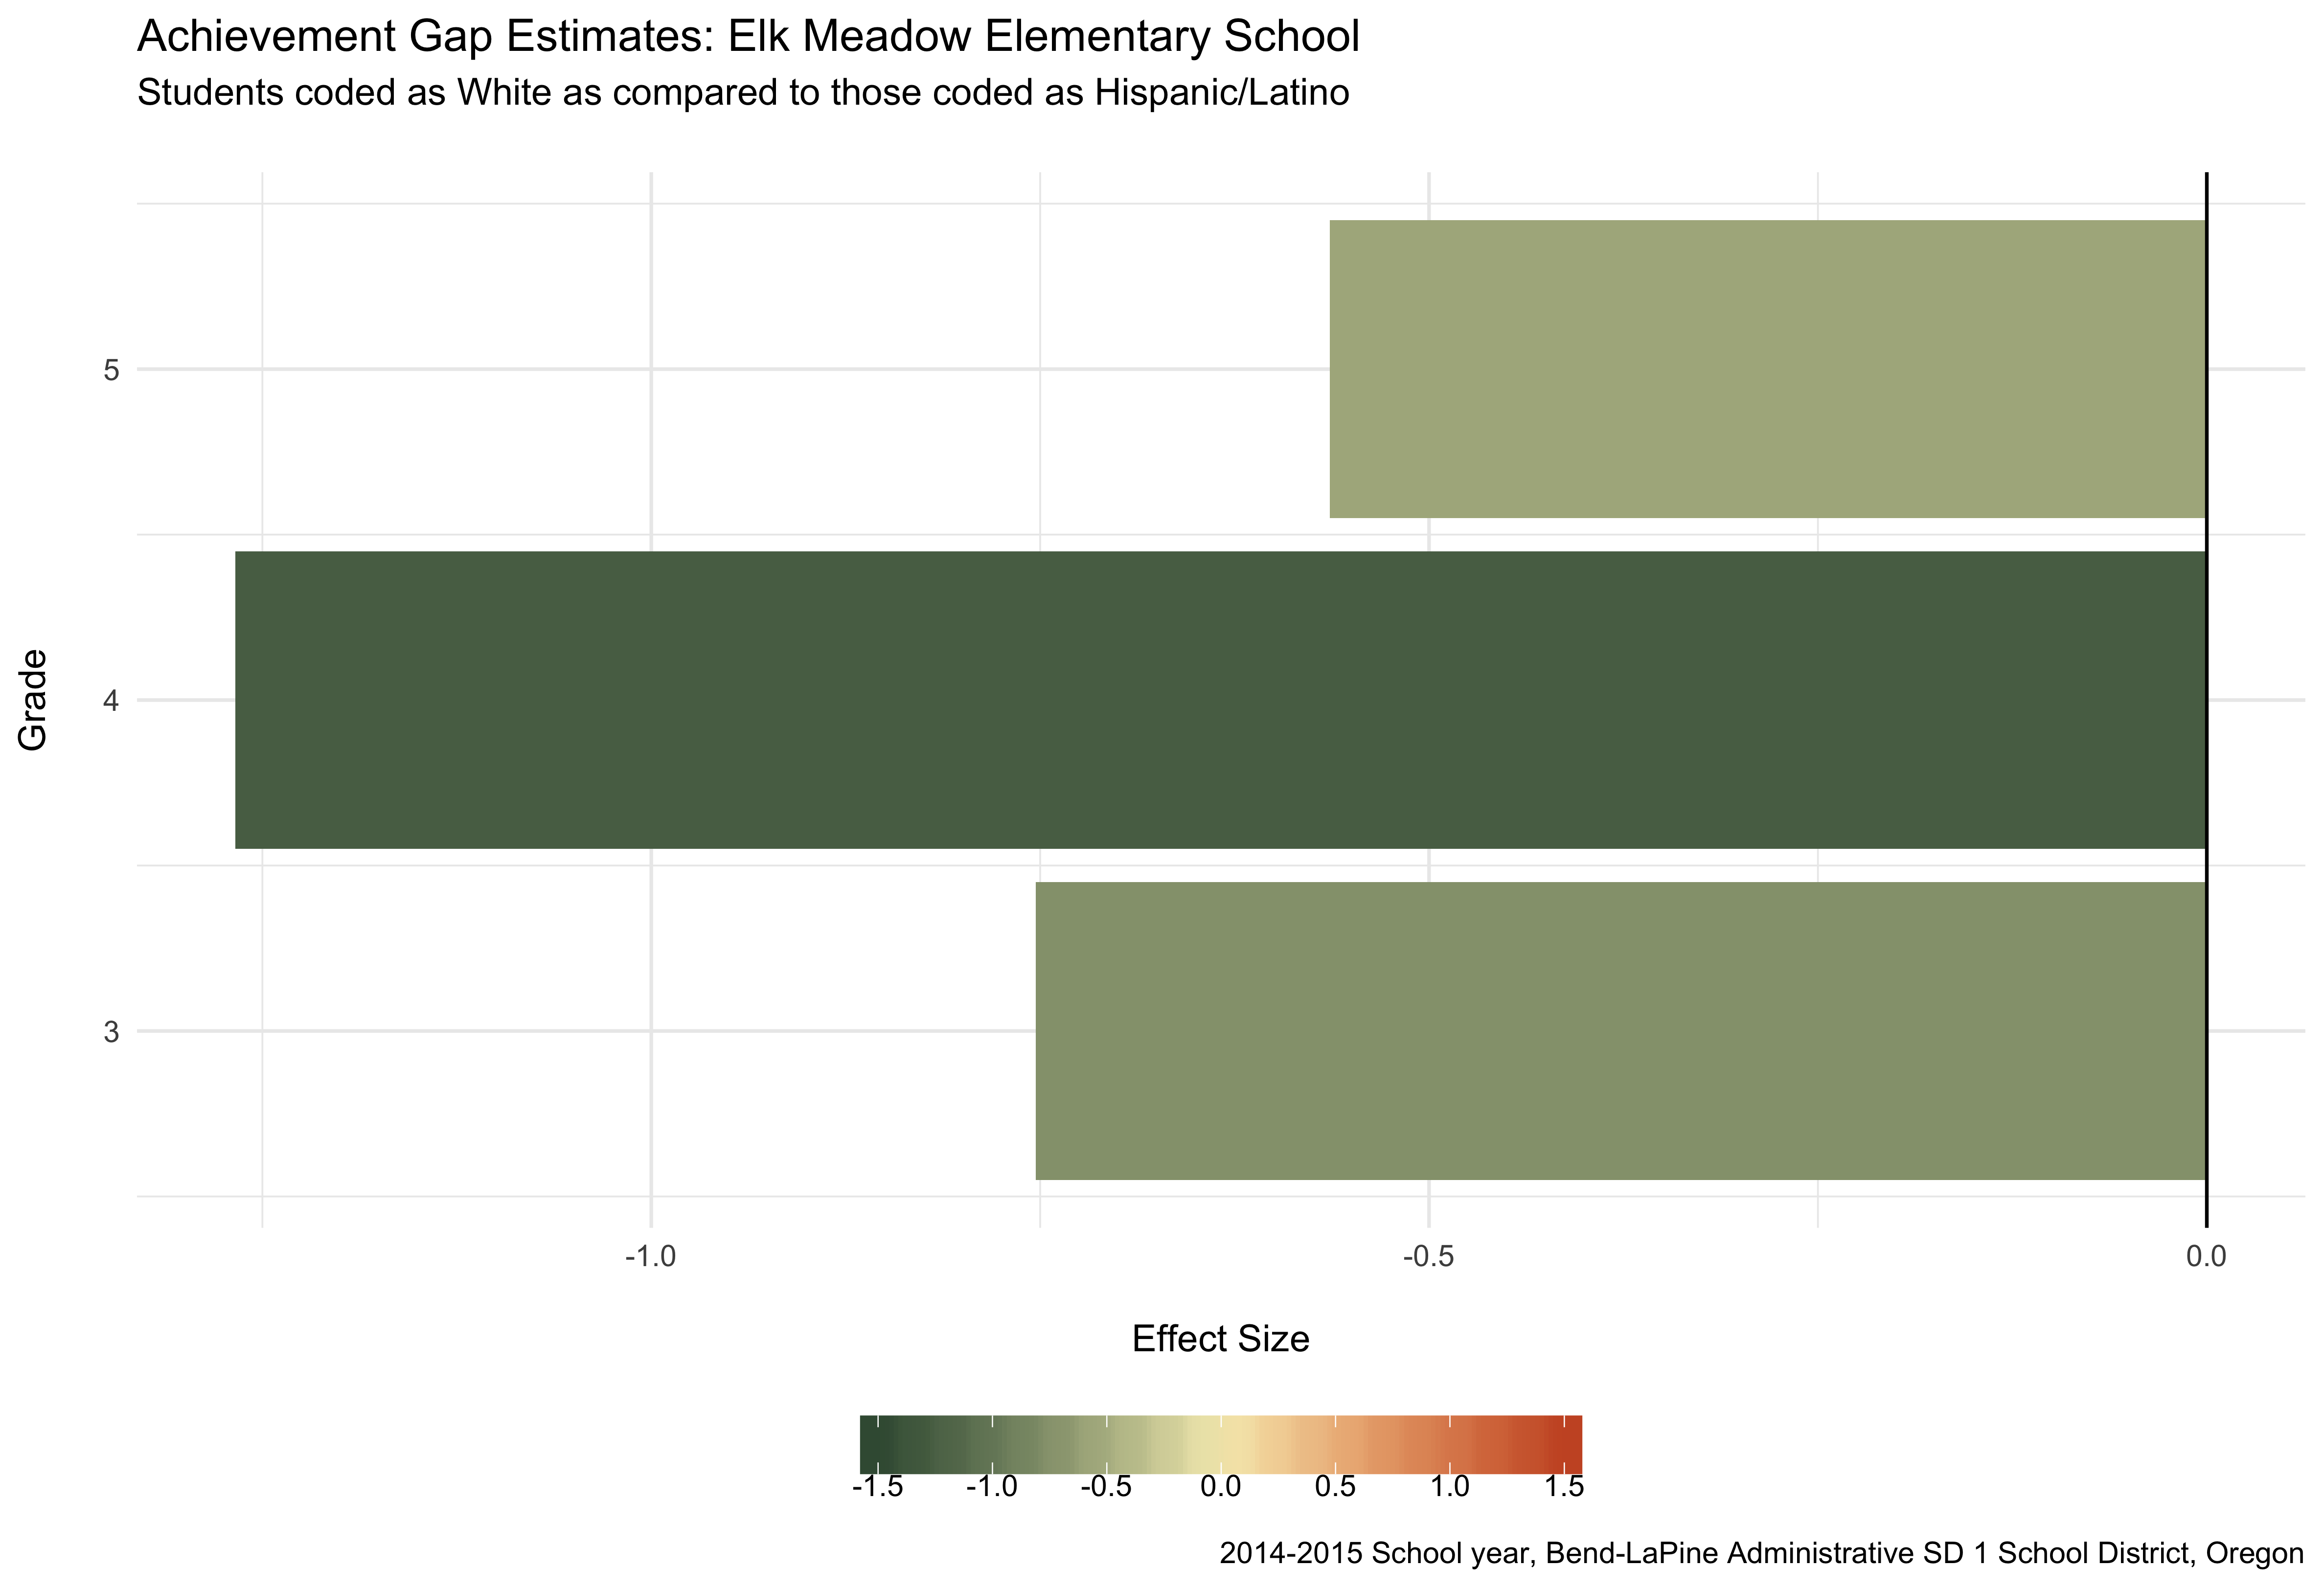 Achievement Gap Estimates: Elk Meadow Elementary School
Students coded as White as compared to those coded as Hispanic/Latino
5
4
3
Grade
-1.0 -0.5 0.0
Effect Size
-1.5 -1.0 -0.5 0.0 0.5 1.0 1.5
2014-2015 School year, Bend-LaPine Administrative SD 1 School District, Oregon